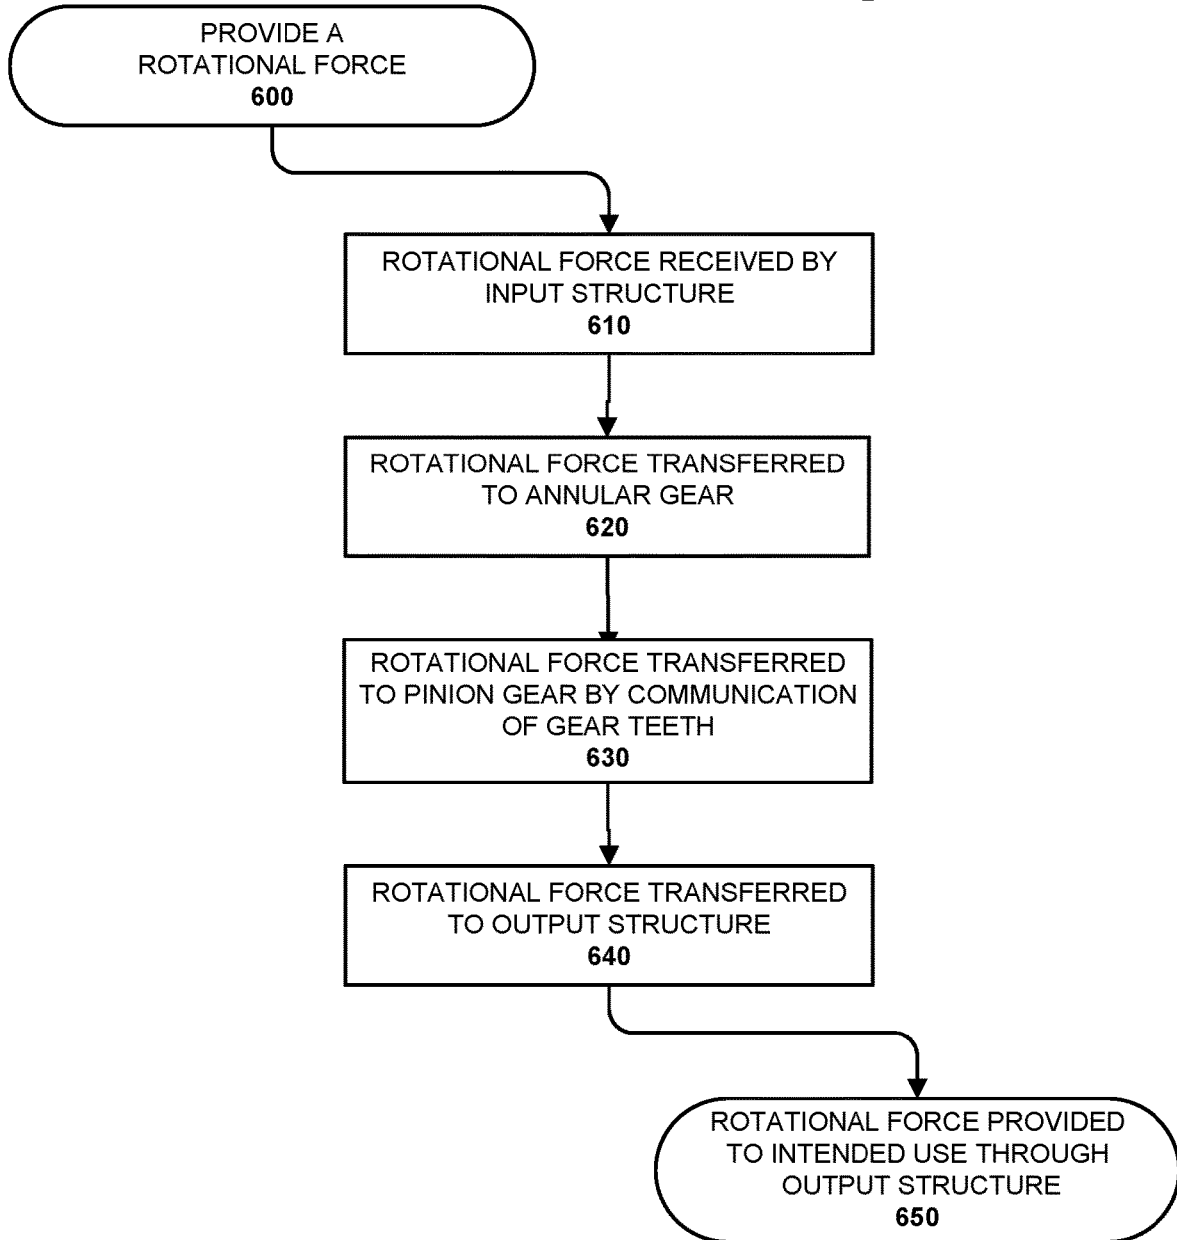 PROVIDE A
ROTATIONAL FORCE
600
ROTATIONAL FORCE RECEIVED BY
INPUT STRUCTURE
610
ROTATIONAL FORCE TRANSFERRED
TO ANNULAR GEAR
620
ROTATIONAL FORCE TRANSFERRED
TO PINION GEAR BY COMMUNICATION
OF GEAR TEETH
630
ROTATIONAL FORCE TRANSFERRED
TO OUTPUT STRUCTURE
640
ROTATIONAL FORCE PROVIDED
TO INTENDED USE THROUGH
OUTPUT STRUCTURE
650